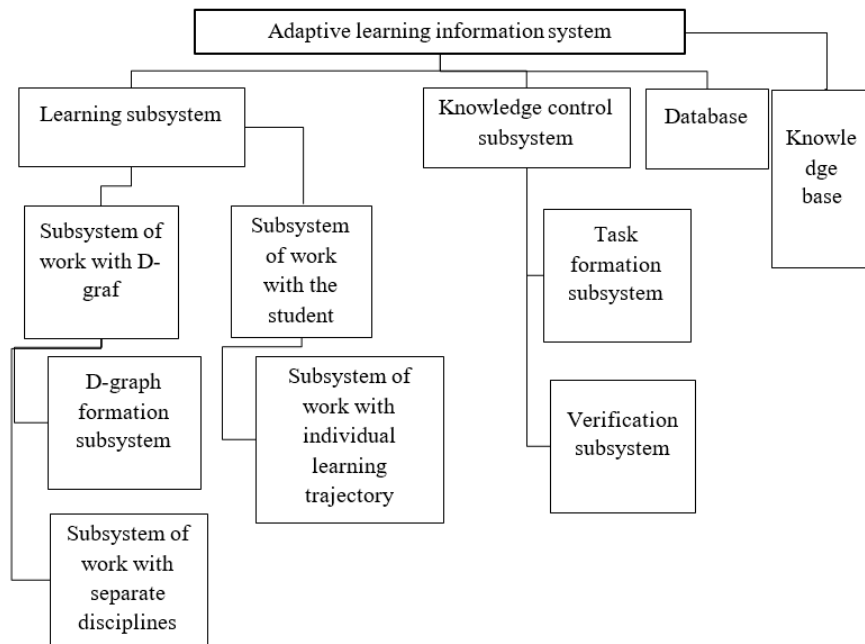 Adaptive learning information system
Learning subsystem
Knowledge control
subsystem
Database
Knowle
dge
base
Subsystem of
work with D-
graf
Subsystem
of work
with the
student
Task
formation
subsystem
D-graph
formation
subsystem
Subsystem of
work with
individual
learning
trajectory
Verification
subsystem
Subsystem of
work with
separate
disciplines